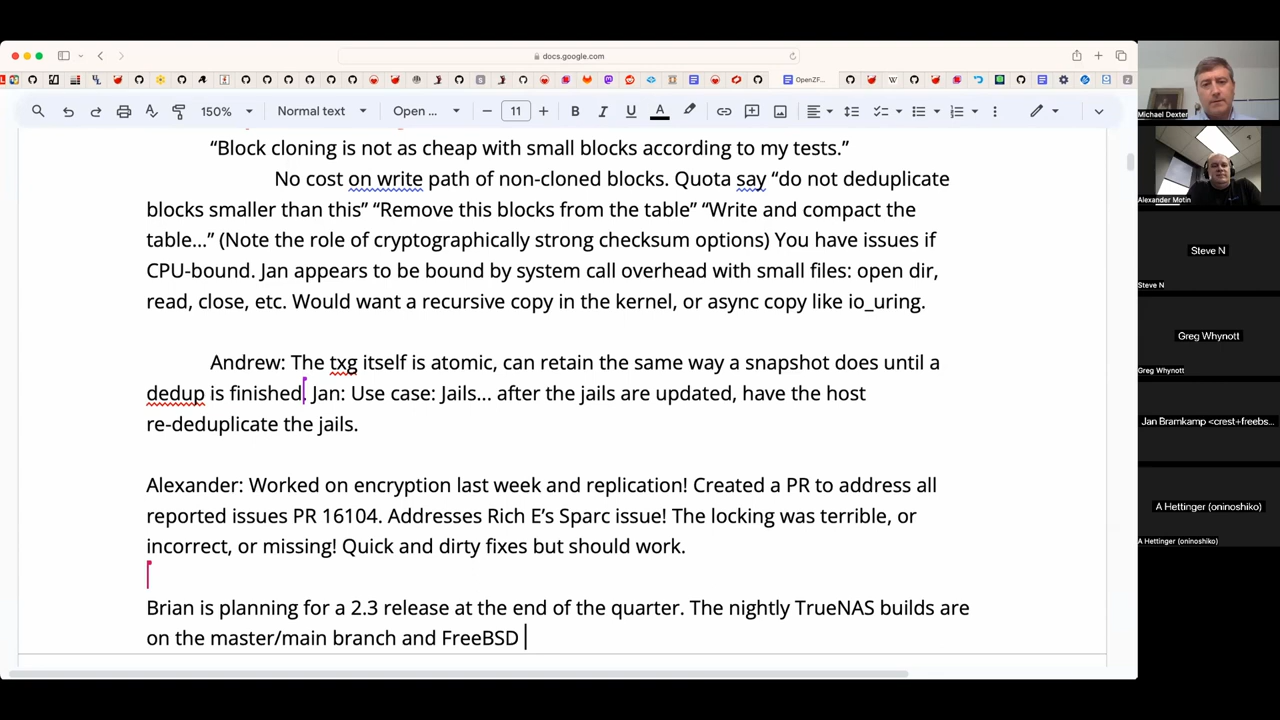 docs.google.com
OpenZF...
150%
Normal text
Open ...
11
B I U A
"Block cloning is not as cheap with small blocks according to my tests."
No cost on write path of non-cloned blocks. Quota say "do not deduplicate
blocks smaller than this" "Remove this blocks from the table" "Write and compact the
table..." (Note the role of cryptographically strong checksum options) You have issues if
CPU-bound. Jan appears to be bound by system call overhead with small files: open dir,
read, close, etc. Would want a recursive copy in the kernel, or async copy like io_uring.
Andrew: The txg itself is atomic, can retain the same way a snapshot does until a
dedup is finished. Jan: Use case: Jails... after the jails are updated, have the host
re-deduplicate the jails.
Alexander: Worked on encryption last week and replication! Created a PR to address all
reported issues PR 16104. Addresses Rich E's Sparc issue! The locking was terrible, or
incorrect, or missing! Quick and dirty fixes but should work.
Brian is planning for a 2.3 release at the end of the quarter. The nightly TrueNAS builds are
on the master/main branch and FreeBSD
Michael Dexter
Alexander Motin
Steve N
Steve N
Greg Whynott
Greg Whynott
Jan Bramkamp <crest+freebs...
A Hettinger (oninoshiko)
A Hettinger (oninoshiko)